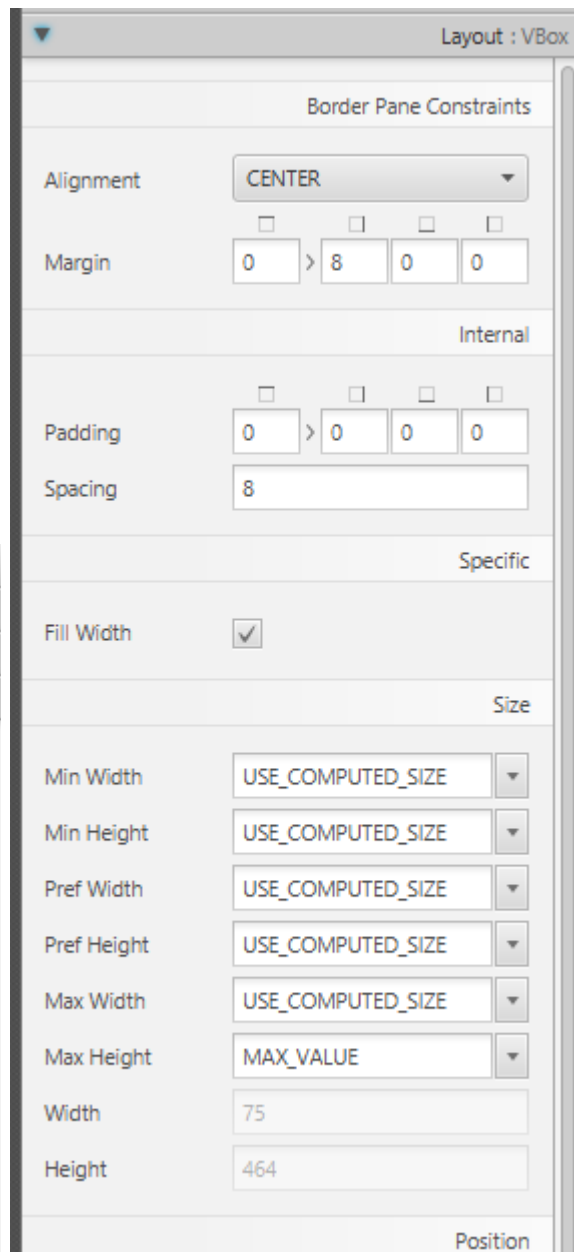 Layout : VBox
Border Pane Constraints
Alignment CENTER
Margin 0 > 8 0 0
Internal
Padding 0 > 0 0 0
Spacing 8
Specific
Fill Width
Size
Min Width USE_COMPUTED_SIZE
Min Height USE_COMPUTED_SIZE
Pref Width USE_COMPUTED_SIZE
Pref Height USE_COMPUTED_SIZE
Max Width USE_COMPUTED_SIZE
Max Height MAX_VALUE
Width 75
Height 464
Position